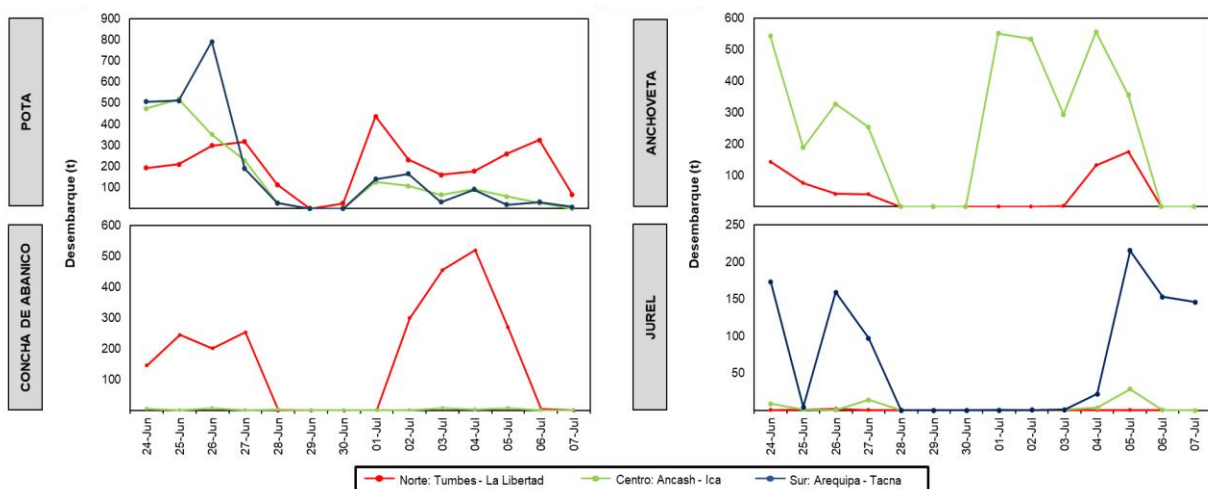 POTA
Desembarque (t)
900
800
700
600
500
400
300
200
100
ANCHOVETA
Desembarque (t)
600
500
400
300
200
100
CONCHA DE ABANICO
600
500
400
300
200
100
24-Jun
25-Jun
26-Jun
27-Jun
28-Jun
29-Jun
30-Jun
01-Jul
02-Jul
03-Jul
04-Jul
05-Jul
06-Jul
07-Jul
JUREL
250
200
150
100
50
24-Jun
25-Jun
26-Jun
27-Jun
28-Jun
29-Jun
30-Jun
01-Jul
02-Jul
03-Jul
04-Jul
05-Jul
06-Jul
07-Jul
Norte: Tumbes - La Libertad
Centro: Ancash - Ica
Sur: Arequipa - Tacna